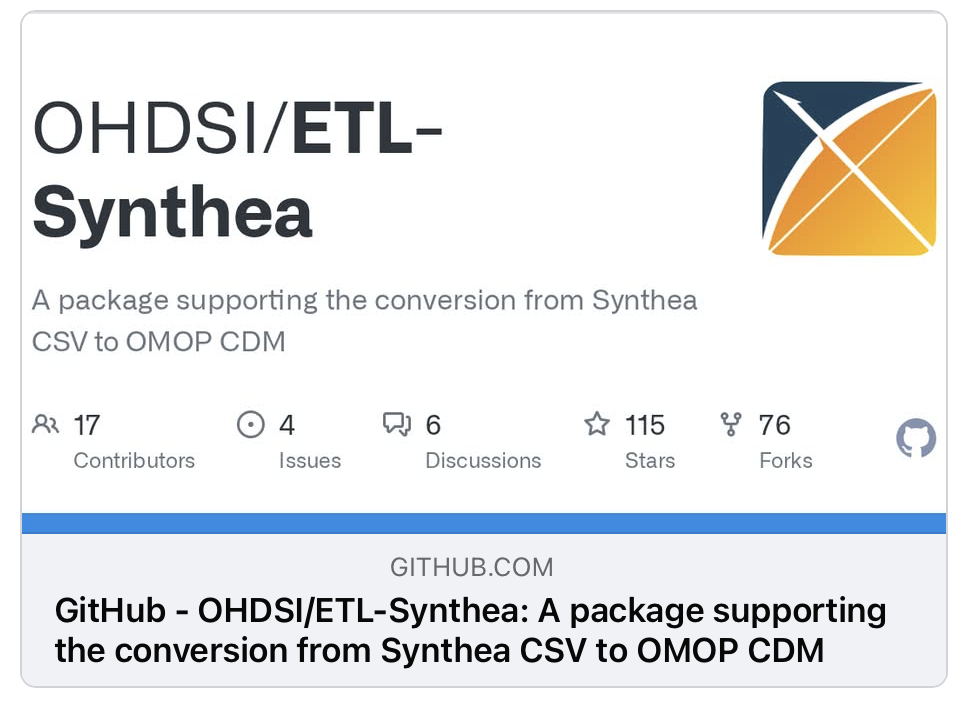 OHDSI/ETL-
Synthea
A package supporting the conversion from Synthea
CSV to OMOP CDM
17 4 6 115 76
Contributors Issues Discussions Stars Forks
GITHUB.COM
GitHub - OHDSI/ETL-Synthea: A package supporting
the conversion from Synthea CSV to OMOP CDM